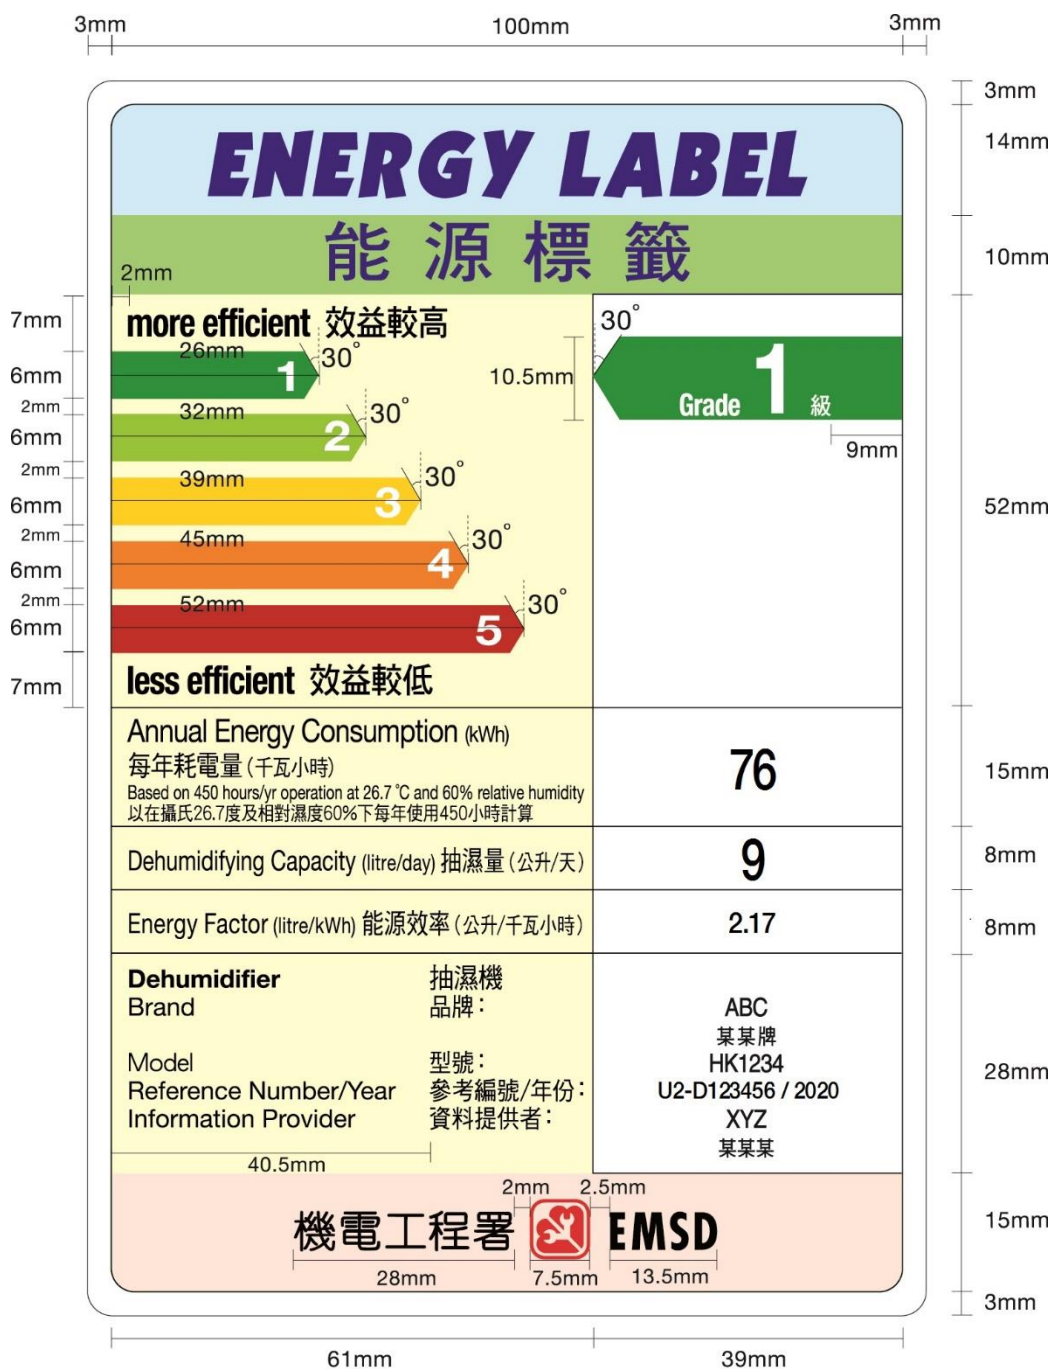 3mm 100mm 3mm
3mm
ENERGY LABEL
14mm
能源標籤
10mm
2mm
7mm
more efficient 效益較高
30°
26mm
30°
6mm
1
10.5mm
Grade 1 級
2mm
32mm
30°
6mm
2
9mm
2mm
39mm
30°
6mm
3
52mm
2mm
45mm
30°
6mm
4
2mm
52mm
30°
6mm
5
7mm
less efficient 效益較低
Annual Energy Consumption (kWh)
每年耗電量(千瓦小時)
Based on 450 hours/yr operation at 26.7 °C and 60% relative humidity
以在攝氏26.7度及相對濕度60%下每年使用450小時計算
76
15mm
Dehumidifying Capacity (litre/day) 抽濕量(公升/天)
9
8mm
Energy Factor (litre/kWh) 能源效率(公升/千瓦小時)
2.17
8mm
Dehumidifier 抽濕機
Brand 品牌:
ABC
某某牌
Model 型號:
HK1234
28mm
Reference Number/Year 參考編號/年份:
U2-D123456 / 2020
Information Provider 資料提供者:
XYZ
某某某
40.5mm
2mm 2.5mm
機電工程署 EMSD
15mm
28mm 7.5mm 13.5mm
3mm
61mm 39mm